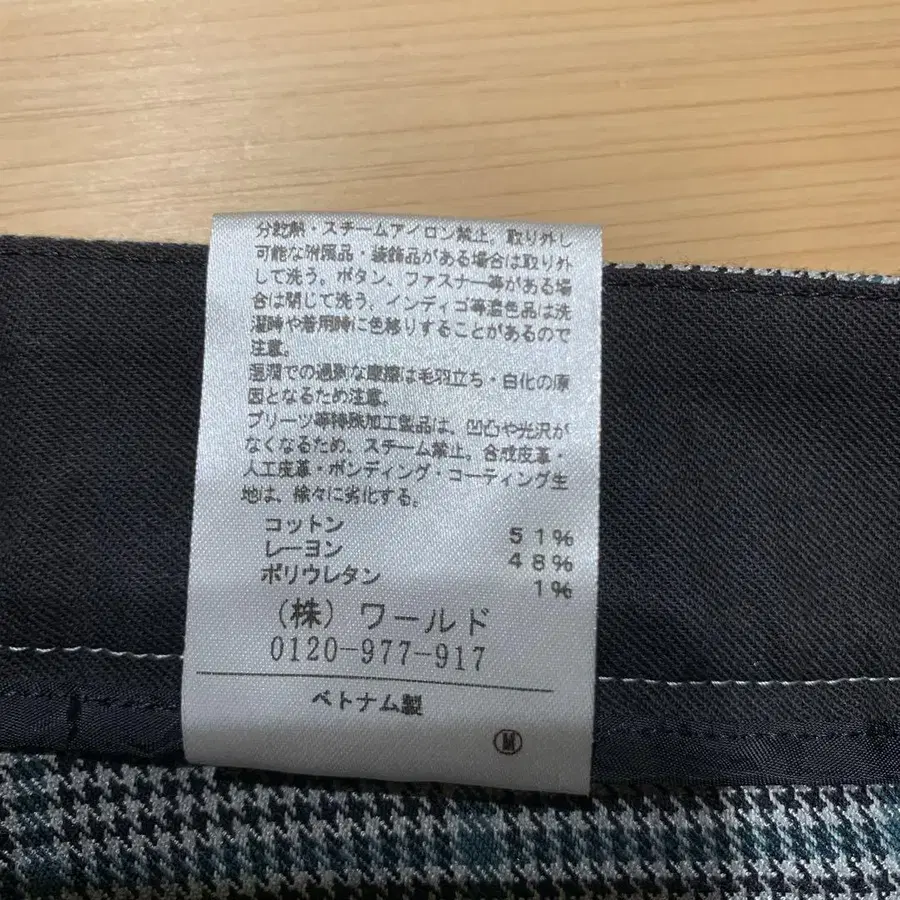 分乾熱・スチームアイロン禁止。取り外し
可能な附属品・装飾品がある場合は取り外
して洗う。ボタン、ファスナー等がある場
合は閉じて洗う。インディゴ等濃色品は洗
濯時や着用時に色移りすることがあるので
注意。
湿潤での過剰な摩擦は毛羽立ち・白化の原
因となるため注意。
プリーツ等特殊加工製品は、凹凸や光沢が
なくなるため、スチーム禁止。合成皮革・
人工皮革・ボンディング・コーティング生
地は、徐々に劣化する。
コットン 51%
レーヨン 48%
ポリウレタン 1%
(株)ワールド
0120-977-917
ベトナム製
M